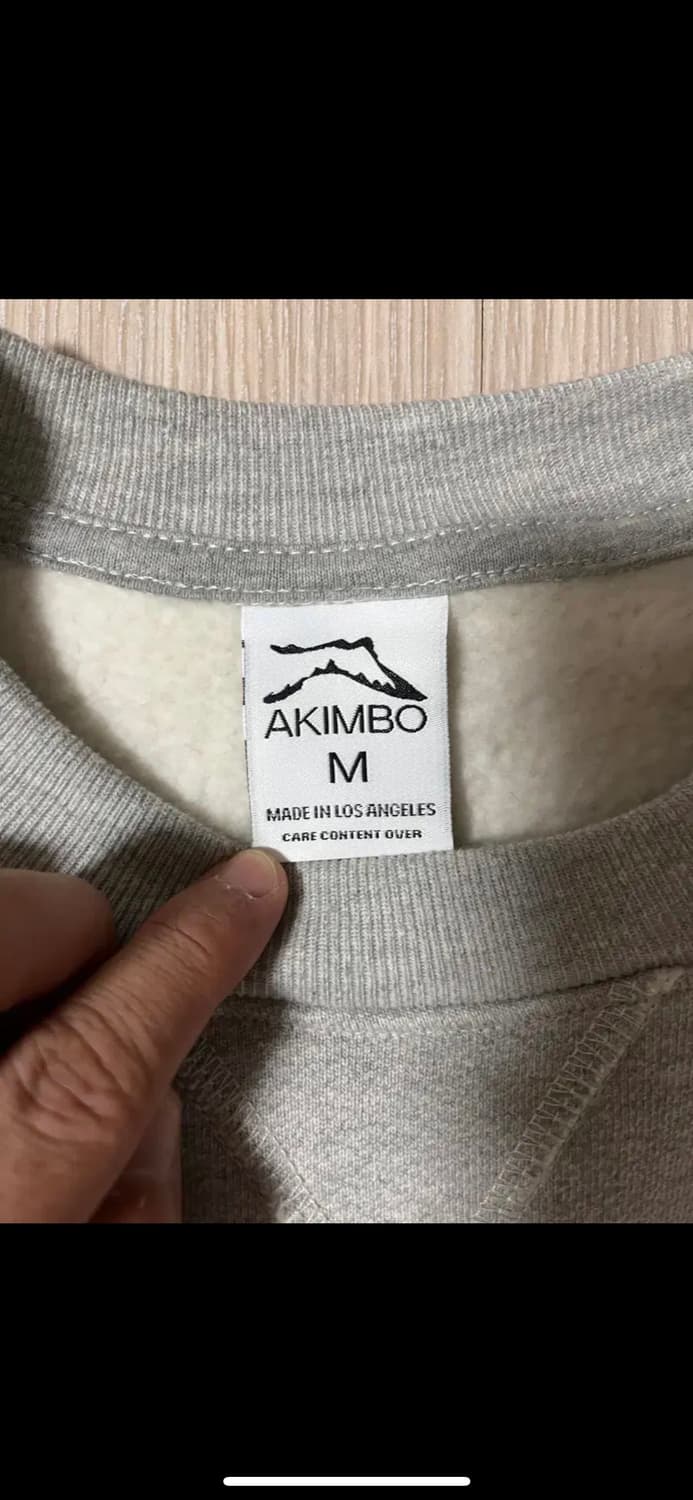 AKIMBO
M
MADE IN LOS ANGELES
CARE CONTENT OVER